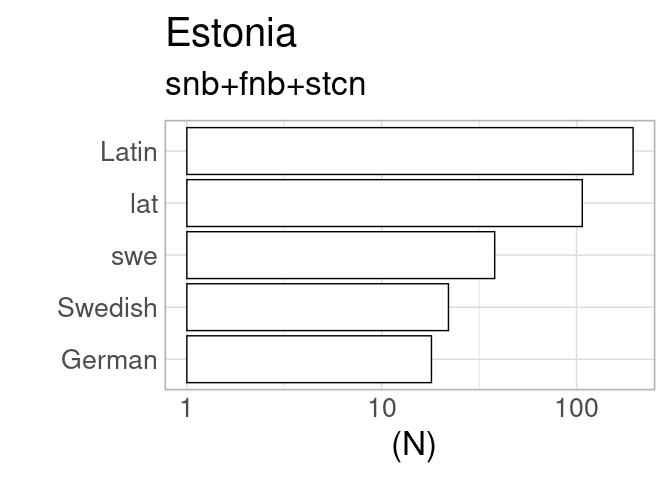 Estonia
snb+fnb+stcn
Latin
lat
swe
Swedish
German
1 10 100
(N)